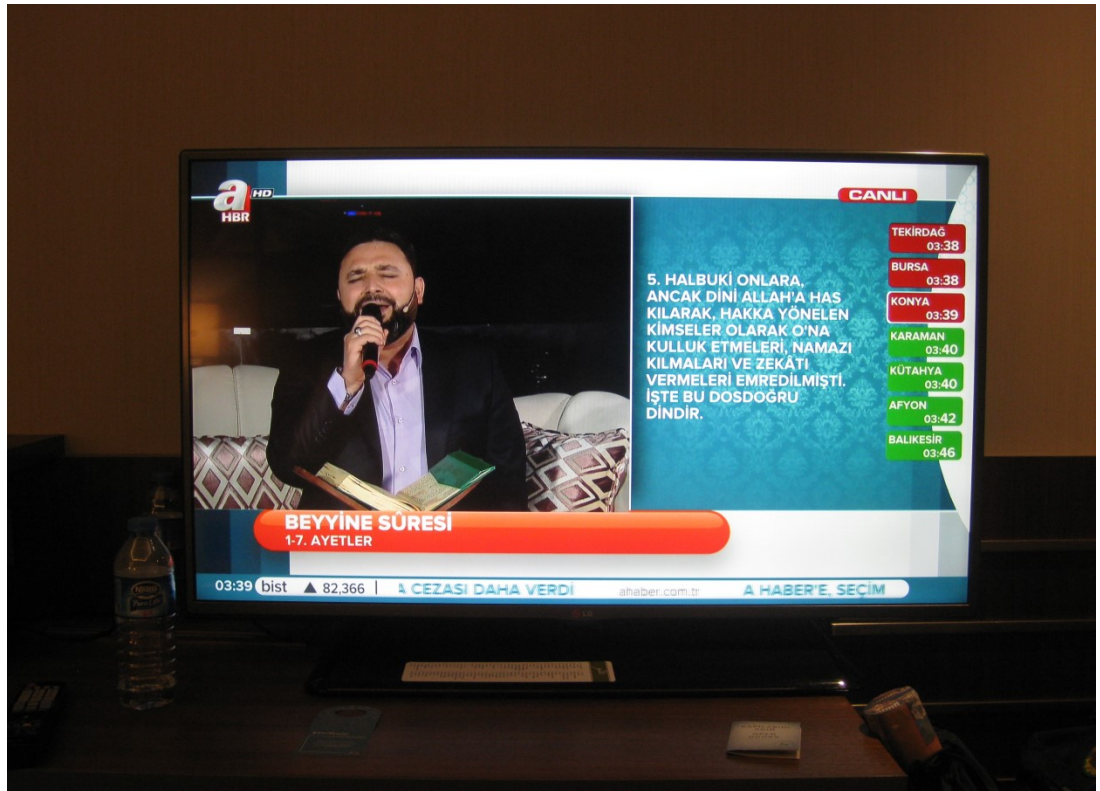 a
HD
HBR
CANLI
5. HALBUKİ ONLARA,
ANCAK DİNİ ALLAH'A HAS
KILARAK, HAKKA YÖNELEN
KİMSELER OLARAK O'NA
KULLUK ETMELERİ, NAMAZI
KILMALARI VE ZEKÂTI
VERMELERİ EMREDİLMİŞTİ.
İŞTE BU DOSDOĞRU
DİNDİR.
TEKİRDAĞ
03:38
BURSA
03:38
KONYA
03:39
KARAMAN
03:40
KÜTAHYA
03:40
AFYON
03:42
BALIKESİR
03:46
BEYYİNE SÛRESİ
1-7. AYETLER
03:39 bist ▲ 82,366 | A CEZASI DAHA VERDİ ahaber.com.tr A HABER'E, SEÇİM
LG